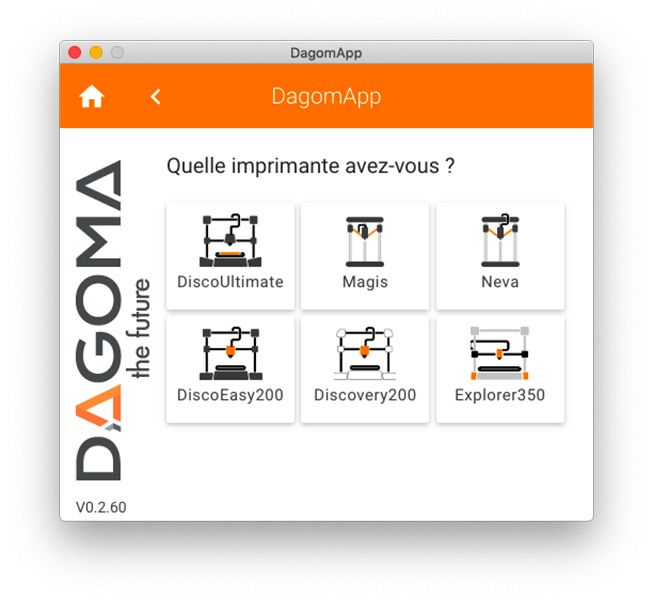 DagomApp
DagomApp
Quelle imprimante avez-vous ?
DiscoUltimate
Magis
Neva
DiscoEasy200
Discovery200
Explorer350
DAGOMA
the future
V0.2.60